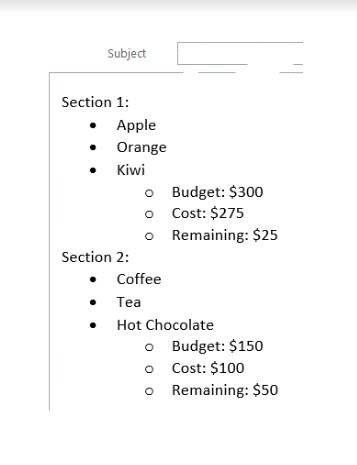 Subject
Section 1:
• Apple
• Orange
• Kiwi
o Budget: $300
o Cost: $275
o Remaining: $25
Section 2:
• Coffee
• Tea
• Hot Chocolate
o Budget: $150
o Cost: $100
o Remaining: $50